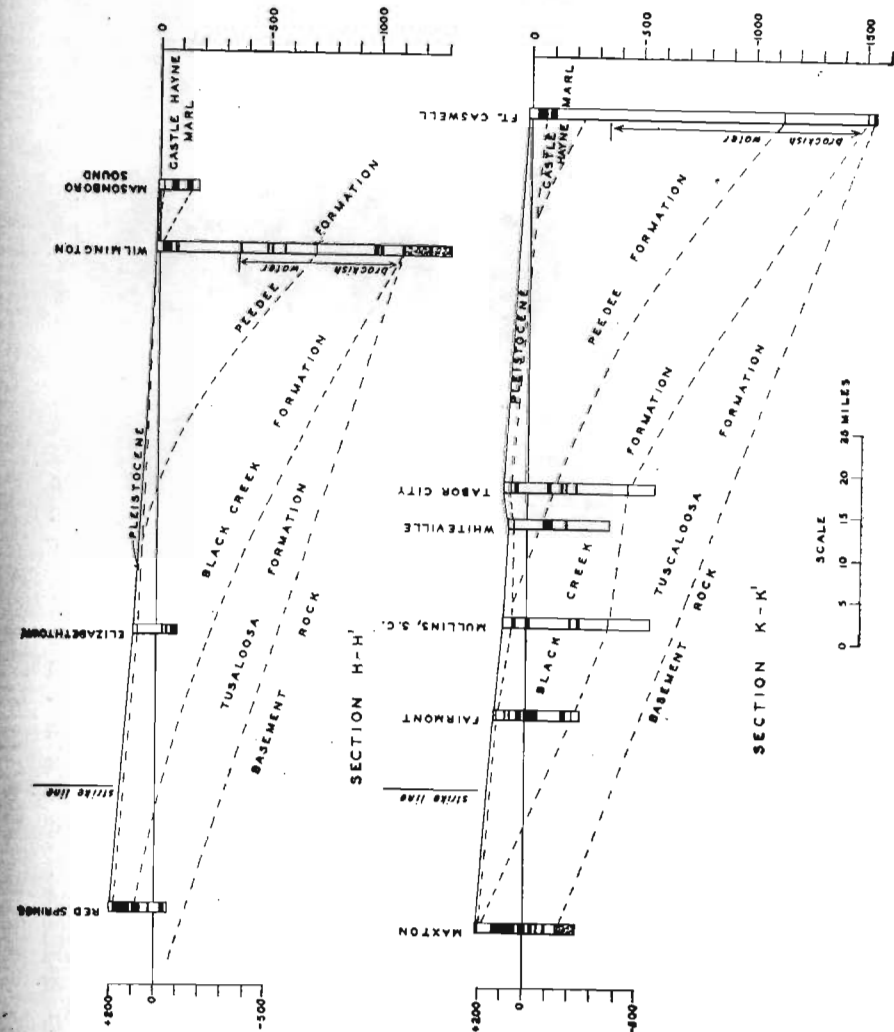 0
-500
-1000
CASTLE HAYNE
MARL
MASONBORO
SOUND
WILMINGTON
brackish
water
PEEDEE FORMATION
PLEISTOCENE
BLACK CREEK FORMATION
TUSALOOSA FORMATION
BASEMENT ROCK
ELIZABETHTOWN
strike line
RED SPRINGS
SECTION H-H'
+200
0
-500
0
-500
-1000
-1500
FT. CASWELL
CASTLE
HAYNE
MARL
brackish
water
PLEISTOCENE
PEEDEE FORMATION
TABOR CITY
WHITEVILLE
MULLINS, S.C.
FAIRMONT
BLACK CREEK FORMATION
TUSCALOOSA FORMATION
BASEMENT ROCK
strike line
MAXTON
SECTION K-K'
SCALE
0 5 10 15 20 25 MILES
+200
0
-500